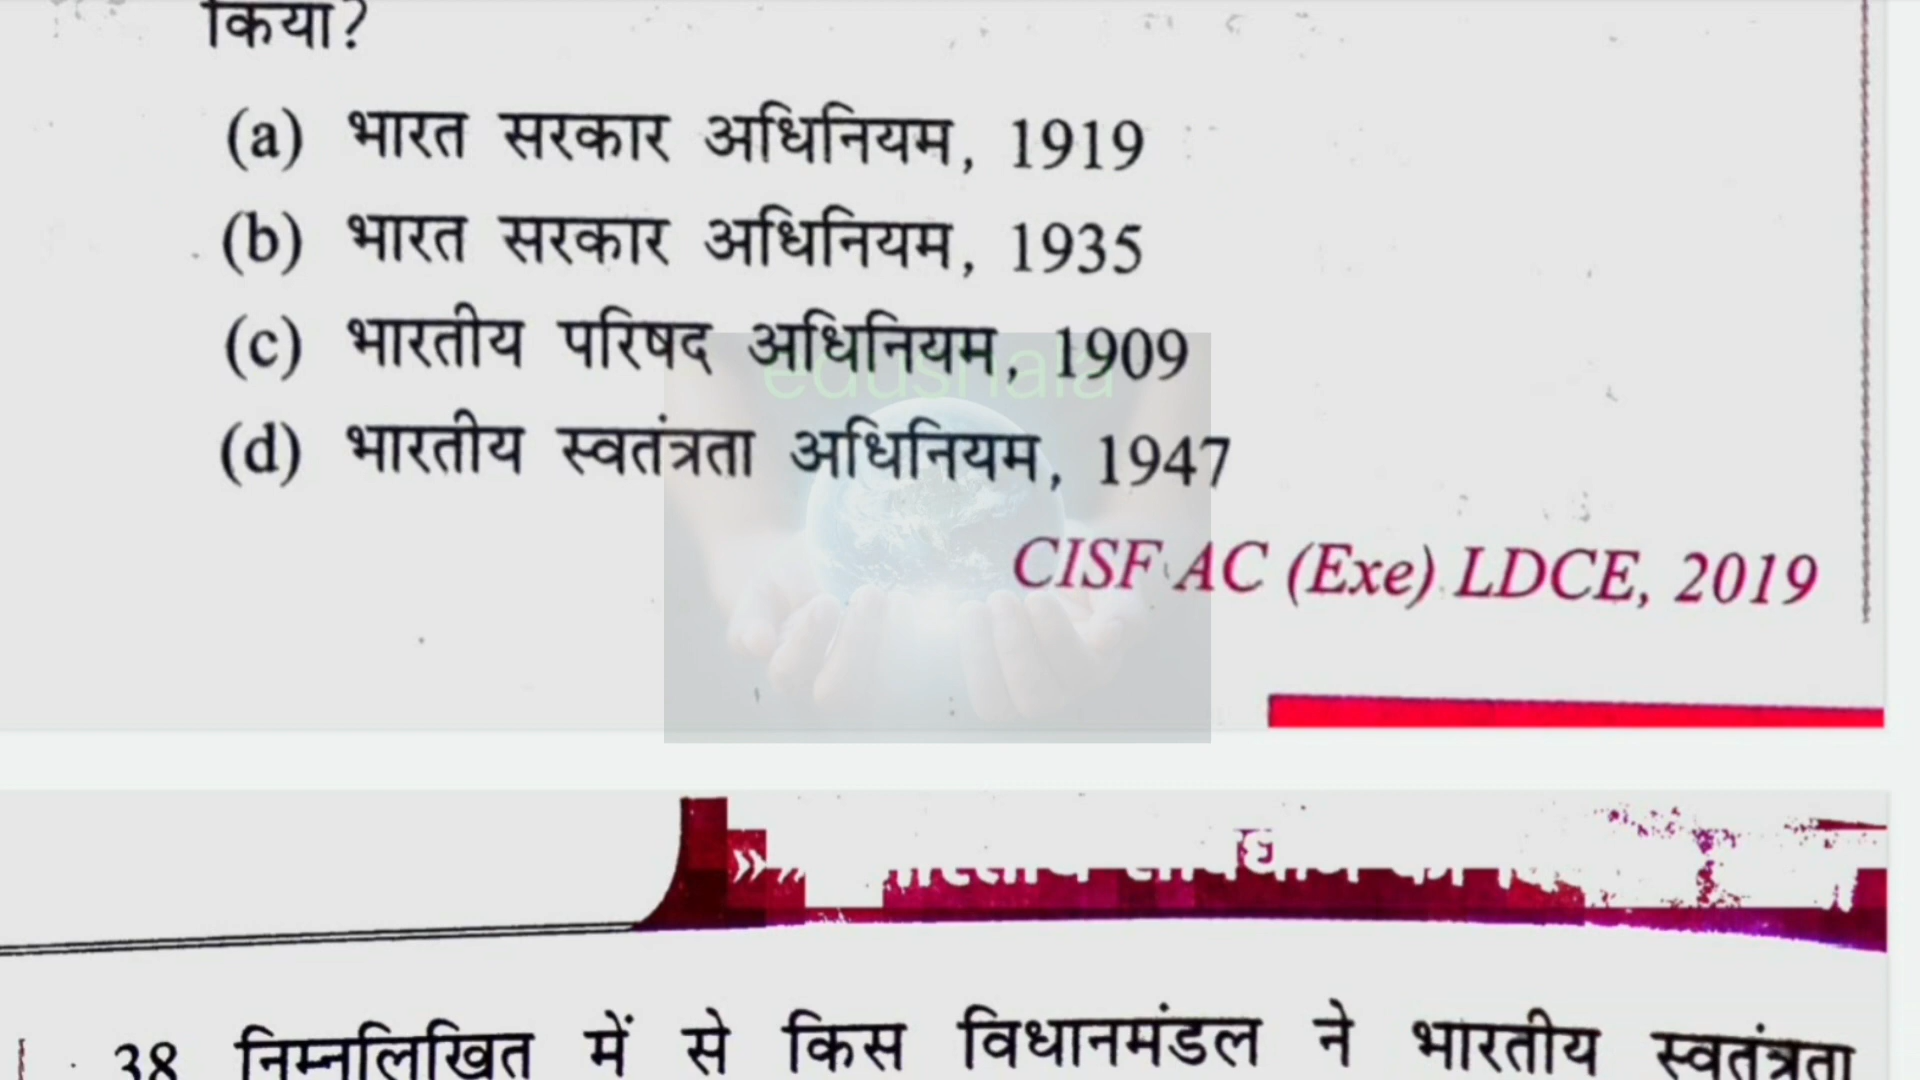 किया?
(a) भारत सरकार अधिनियम, 1919
(b) भारत सरकार अधिनियम, 1935
(c) भारतीय परिषद अधिनियम, 1909
edushala
(d) भारतीय स्वतंत्रता अधिनियम, 1947
CISF AC (Exe) LDCE, 2019
38 निम्नलिखित में से किस विधानमंडल ने भारतीय स्वतंत्रता